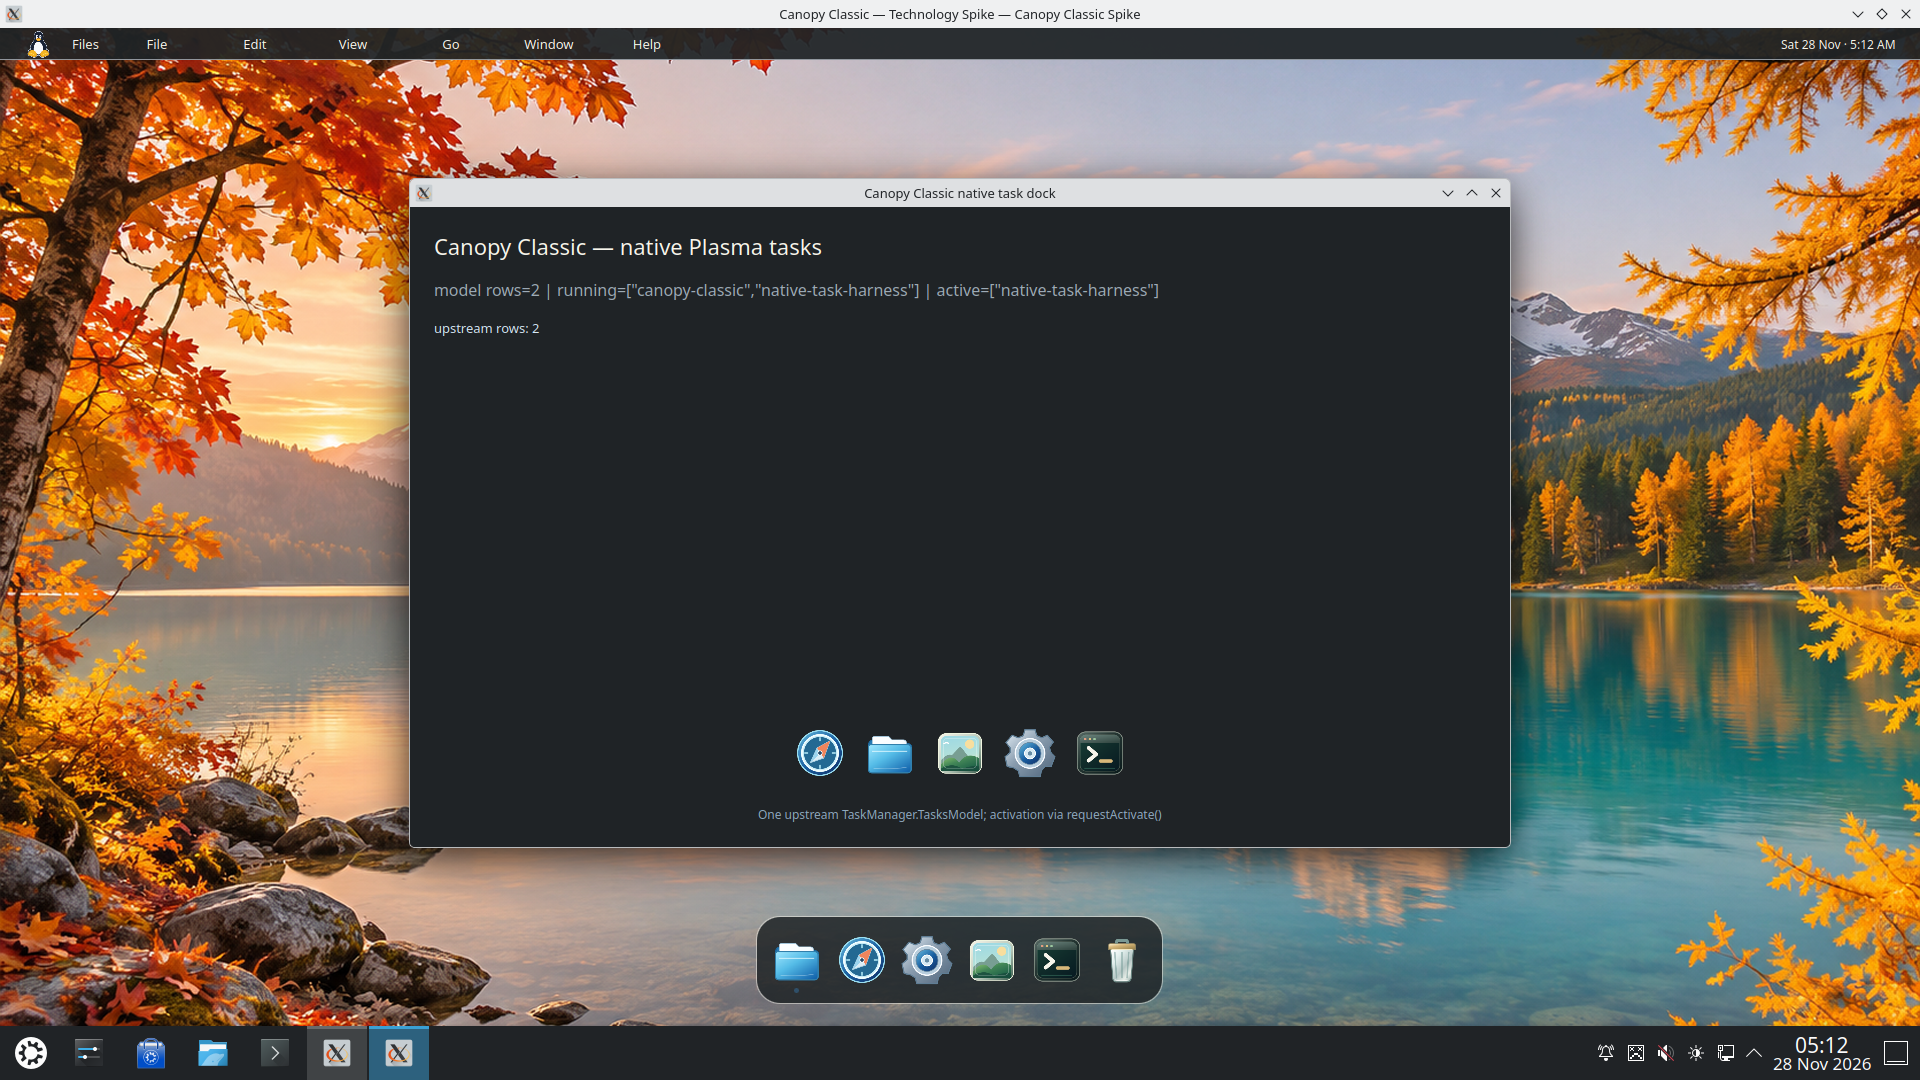 Canopy Classic — Technology Spike — Canopy Classic Spike
Files File Edit View Go Window Help Sat 28 Nov · 5:12 AM
Canopy Classic native task dock
Canopy Classic — native Plasma tasks
model rows=2 | running=["canopy-classic","native-task-harness"] | active=["native-task-harness"]
upstream rows: 2
One upstream TaskManager.TasksModel; activation via requestActivate()
05:12
28 Nov 2026